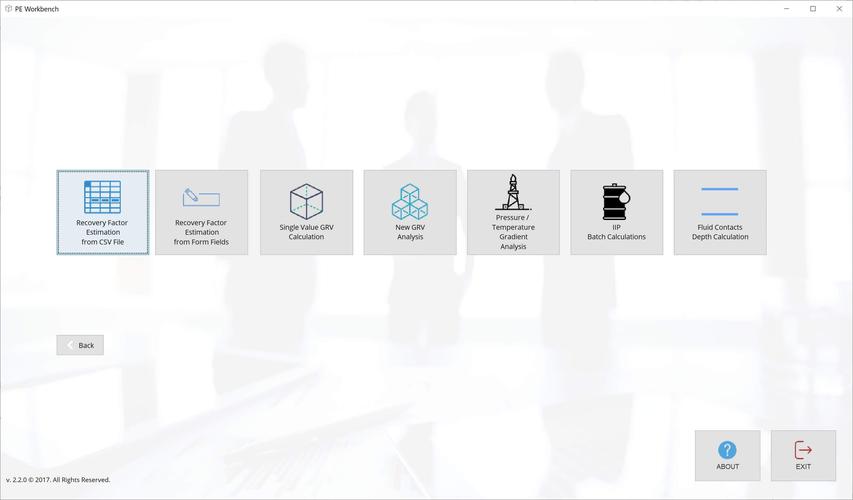 PE Workbench
Recovery Factor
Estimation
from CSV File
Recovery Factor
Estimation
from Form Fields
Single Value GRV
Calculation
New GRV
Analysis
Pressure /
Temperature
Gradient
Analysis
IIP
Batch Calculations
Fluid Contacts
Depth Calculation
Back
?
ABOUT
EXIT
v. 2.2.0 © 2017. All Rights Reserved.